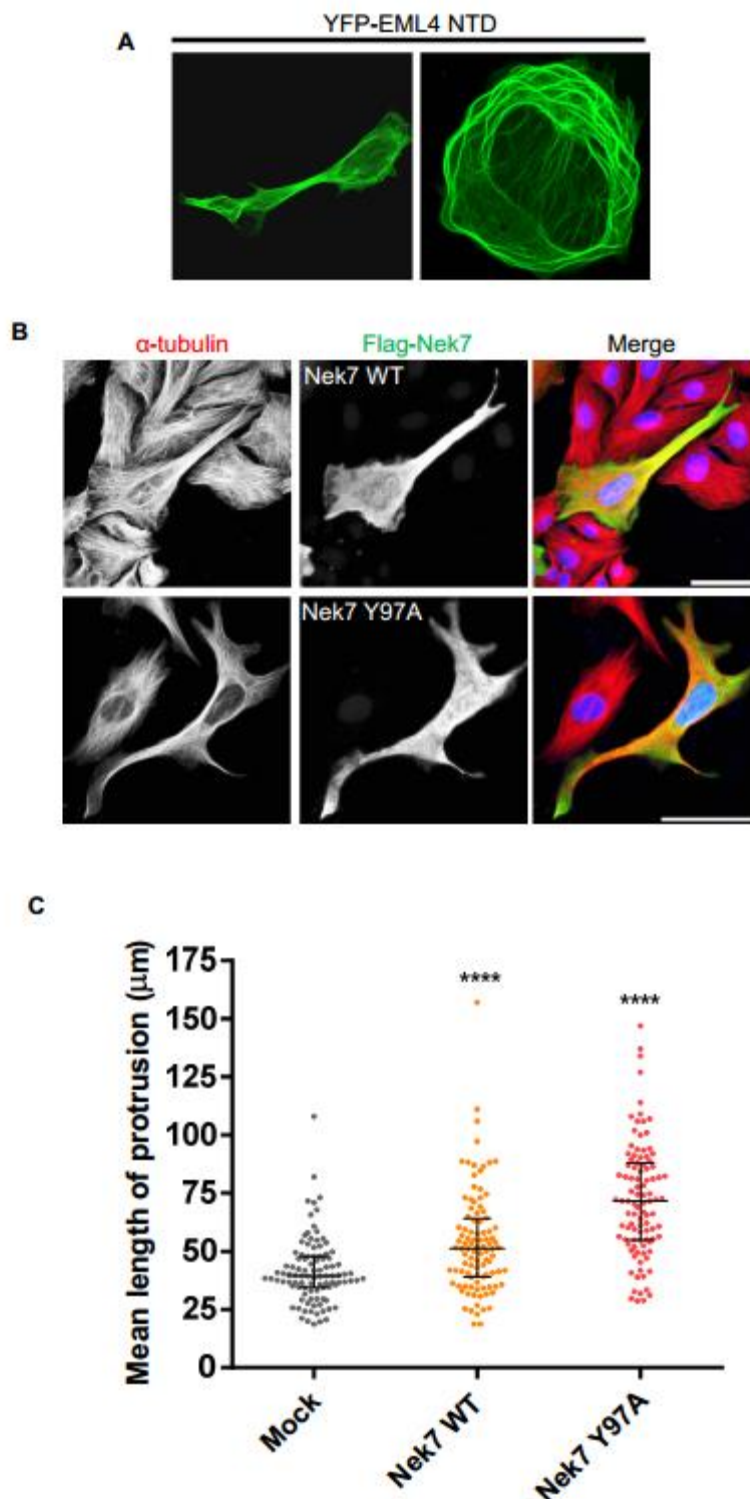 YFP-EML4 NTD
A
B
α-tubulin Flag-Nek7 Merge
Nek7 WT
Nek7 Y97A
C
Mean length of protrusion (μm)
175
150
125
100
75
50
25
0
****
****
Mock
Nek7 WT
Nek7 Y97A